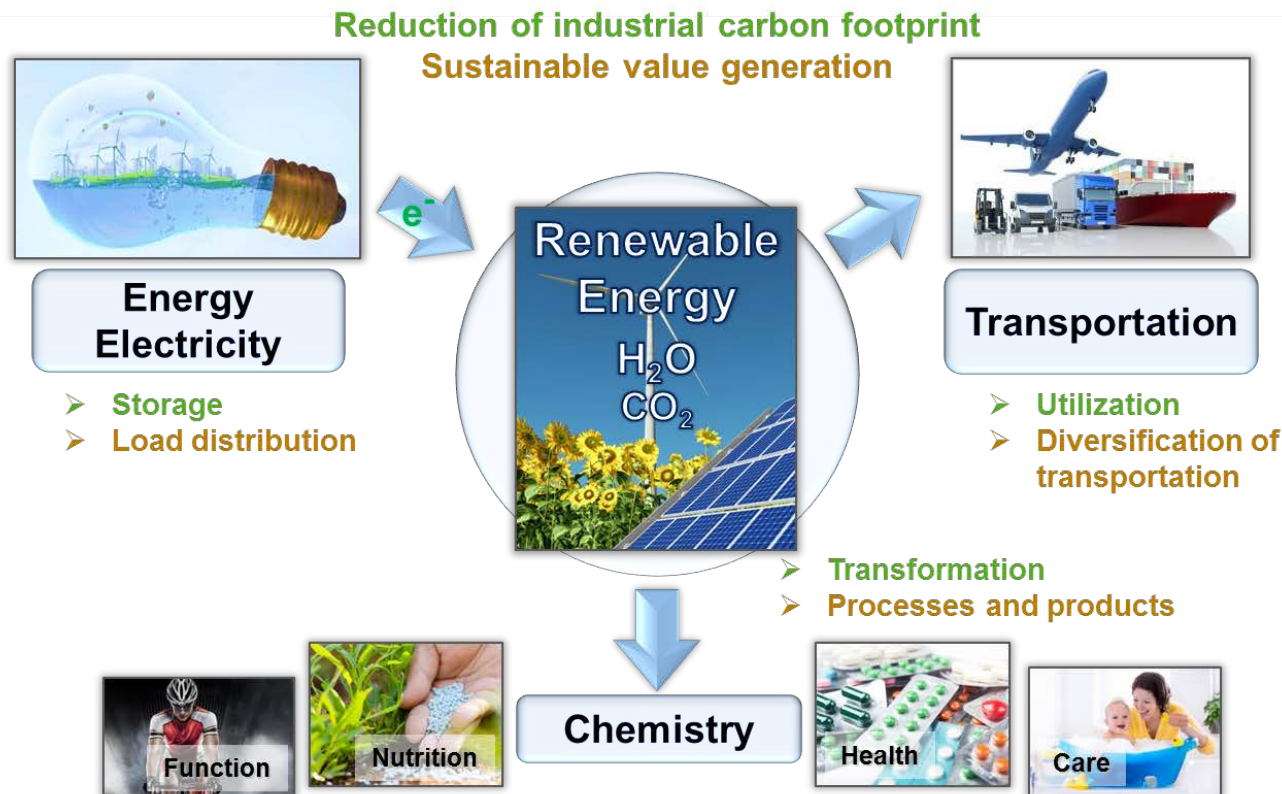 Reduction of industrial carbon footprint
Sustainable value generation
e⁻
Renewable
Energy
H₂O
CO₂
Energy
Electricity
➢ Storage
➢ Load distribution
Transportation
➢ Utilization
➢ Diversification of
transportation
➢ Transformation
➢ Processes and products
Chemistry
Function
Nutrition
Health
Care